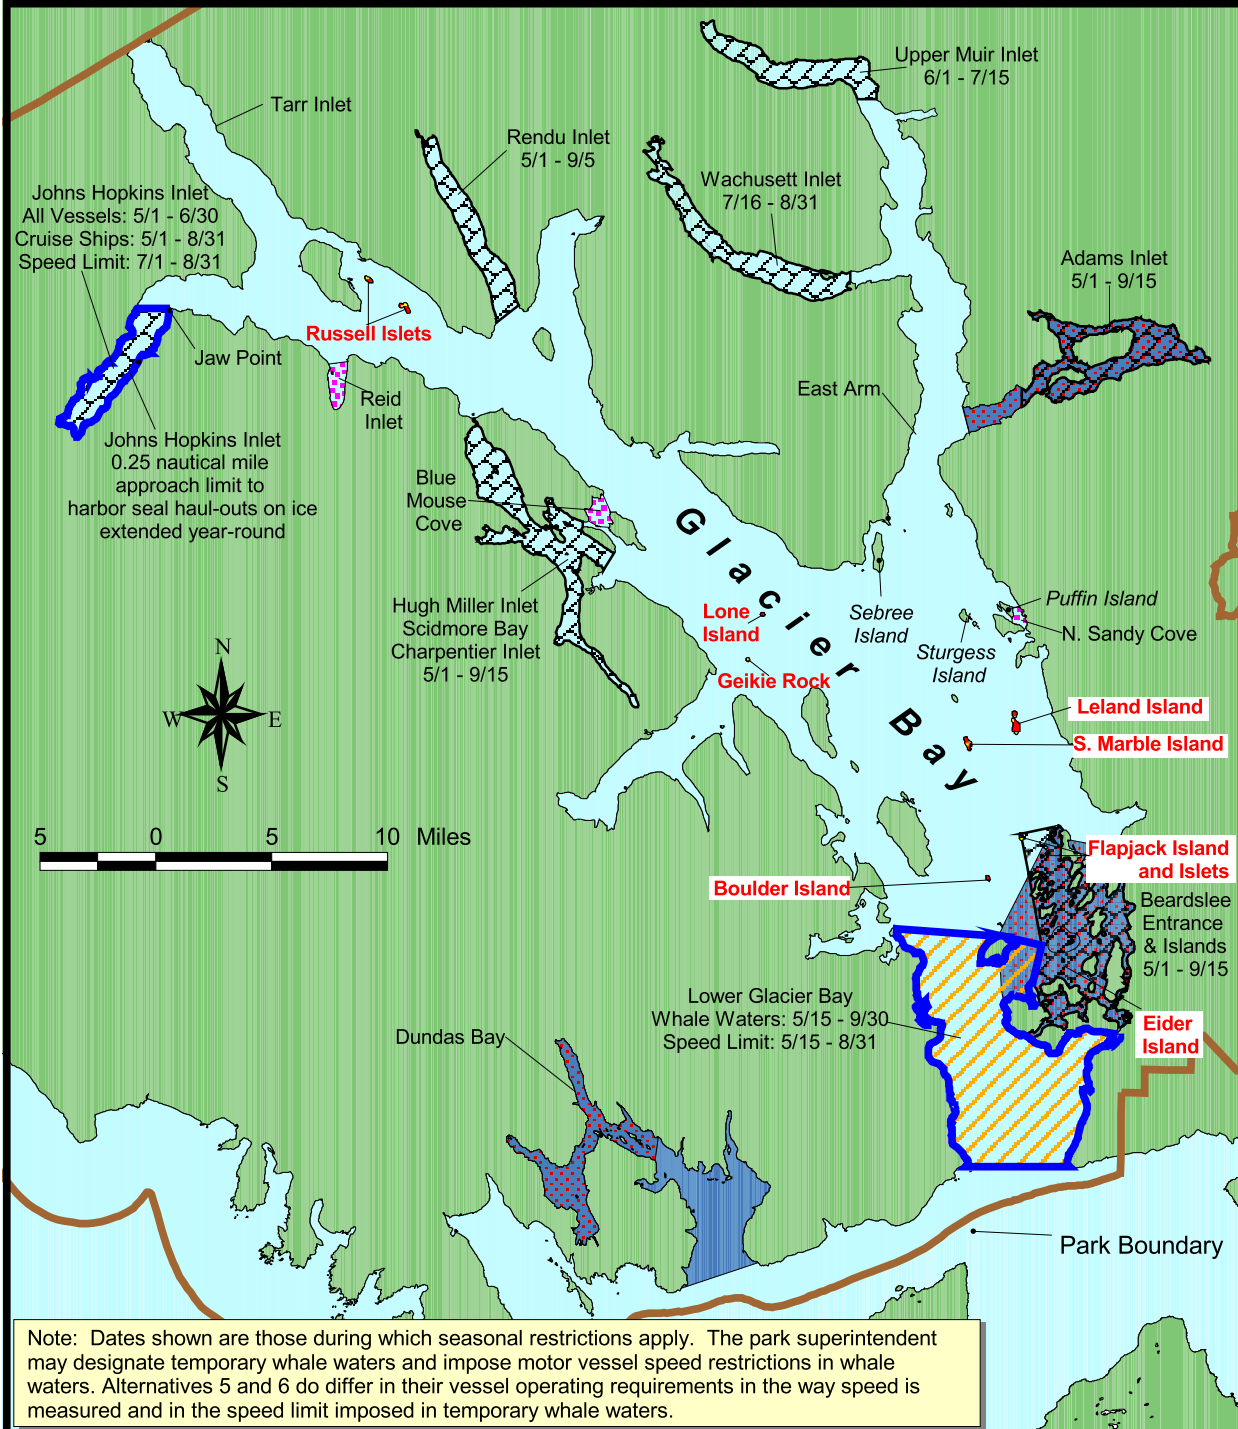 Upper Muir Inlet
6/1 - 7/15
Tarr Inlet
Rendu Inlet
5/1 - 9/5
Wachusett Inlet
7/16 - 8/31
Johns Hopkins Inlet
All Vessels: 5/1 - 6/30
Cruise Ships: 5/1 - 8/31
Speed Limit: 7/1 - 8/31
Adams Inlet
5/1 - 9/15
Russell Islets
Jaw Point
Reid
Inlet
East Arm
Johns Hopkins Inlet
0.25 nautical mile
approach limit to
harbor seal haul-outs on ice
extended year-round
Blue
Mouse
Cove
Glacier Bay
Hugh Miller Inlet
Scidmore Bay
Charpentier Inlet
5/1 - 9/15
Lone
Island
Sebree
Island
Puffin Island
N. Sandy Cove
Sturgess
Island
Geikie Rock
N
W E
S
Leland Island
S. Marble Island
5 0 5 10 Miles
Flapjack Island
and Islets
Boulder Island
Beardslee
Entrance
& Islands
5/1 - 9/15
Lower Glacier Bay
Whale Waters: 5/15 - 9/30
Speed Limit: 5/15 - 8/31
Eider
Island
Dundas Bay
Park Boundary
Note: Dates shown are those during which seasonal restrictions apply. The park superintendent
may designate temporary whale waters and impose motor vessel speed restrictions in whale
waters. Alternatives 5 and 6 do differ in their vessel operating requirements in the way speed is
measured and in the speed limit imposed in temporary whale waters.